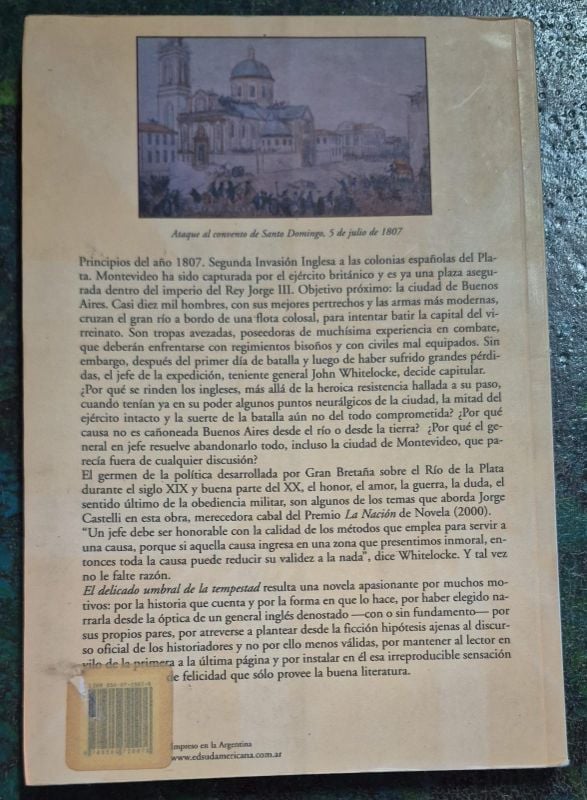 Ataque al convento de Santo Domingo, 5 de julio de 1807
Principios del año 1807. Segunda Invasión Inglesa a las colonias españolas del Pla-
ta. Montevideo ha sido capturada por el ejército británico y es ya una plaza asegu-
rada dentro del imperio del Rey Jorge III. Objetivo próximo: la ciudad de Buenos
Aires. Casi diez mil hombres, con sus mejores pertrechos y las armas más modernas,
cruzan el gran río a bordo de una flota colosal, para intentar batir la capital del vi-
rreinato. Son tropas avezadas, poseedoras de muchísima experiencia en combate,
que deberán enfrentarse con regimientos bisoños y con civiles mal equipados. Sin
embargo, después del primer día de batalla y luego de haber sufrido grandes pérdi-
das, el jefe de la expedición, teniente general John Whitelocke, decide capitular.
¿Por qué se rinden los ingleses, más allá de la heroica resistencia hallada a su paso,
cuando tenían ya en su poder algunos puntos neurálgicos de la ciudad, la mitad del
ejército intacto y la suerte de la batalla aún no del todo comprometida? ¿Por qué
causa no es cañoneada Buenos Aires desde el río o desde la tierra? ¿Por qué el ge-
neral en jefe resuelve abandonarlo todo, incluso la ciudad de Montevideo, que pa-
recía fuera de cualquier discusión?
El germen de la política desarrollada por Gran Bretaña sobre el Río de la Plata
durante el siglo XIX y buena parte del XX, el honor, el amor, la guerra, la duda, el
sentido último de la obediencia militar, son algunos de los temas que aborda Jorge
Castelli en esta obra, merecedora cabal del Premio La Nación de Novela (2000).
"Un jefe debe ser honorable con la calidad de los métodos que emplea para servir a
una causa, porque si aquella causa ingresa en una zona que presentimos inmoral, en-
tonces toda la causa puede reducir su validez a la nada", dice Whitelocke. Y tal vez
no le falte razón.
El delicado umbral de la tempestad resulta una novela apasionante por muchos mo-
tivos: por la historia que cuenta y por la forma en que lo hace, por haber elegido na-
rrarla desde la óptica de un general inglés denostado —con o sin fundamento— por
sus propios pares, por atreverse a plantear desde la ficción hipótesis ajenas al discur-
so oficial de los historiadores y no por ello menos válidas, por mantener al lector en
vilo de la primera a la última página y por instalar en él esa irreproducible sensación
de felicidad que sólo provee la buena literatura.
Impreso en la Argentina
www.edsudamericana.com.ar